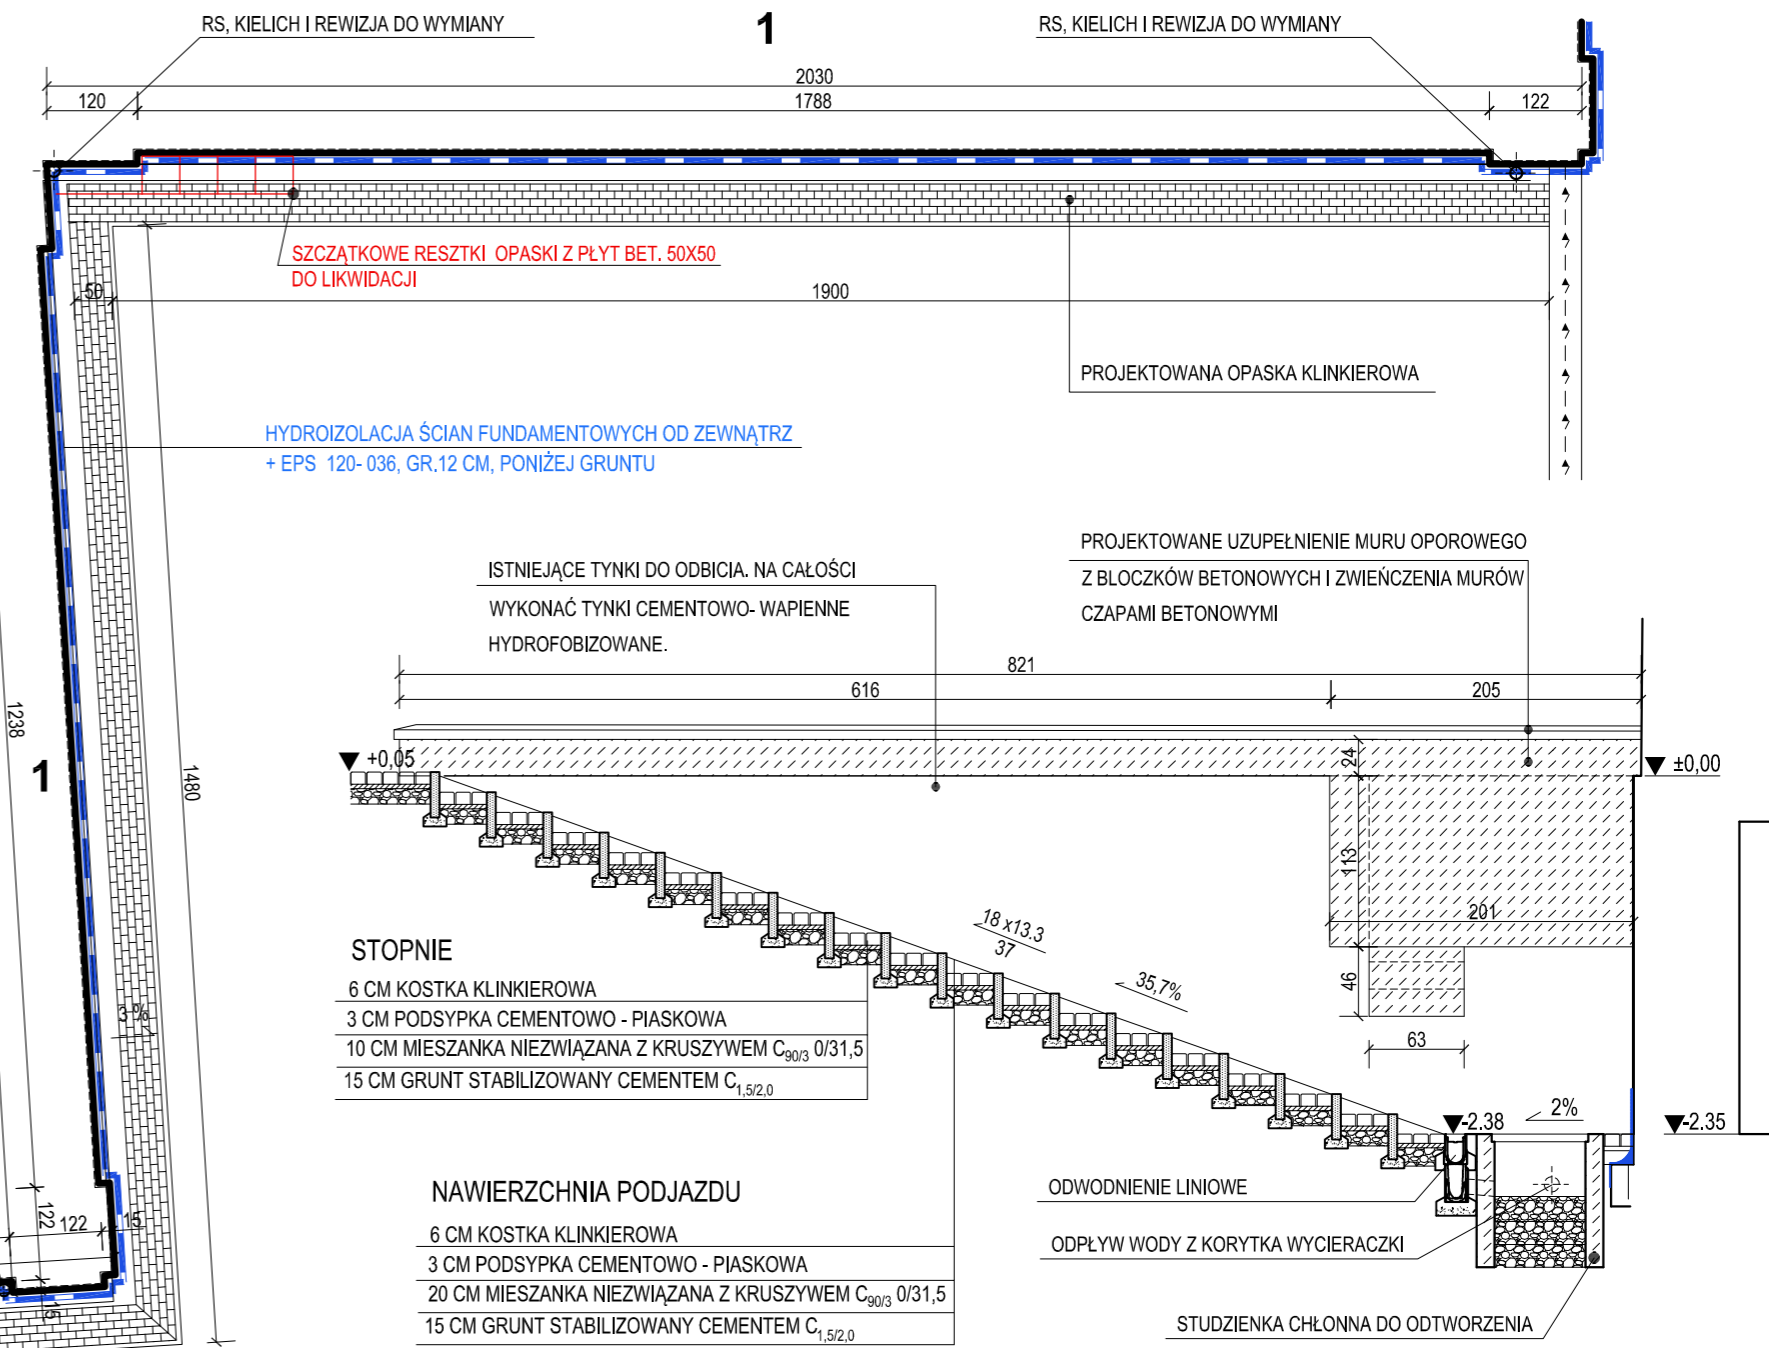 RS, KIELICH I REWIZJA DO WYMIANY
1
RS, KIELICH I REWIZJA DO WYMIANY
2030
120
1788
122
SZCZĄTKOWE RESZTKI OPASKI Z PŁYT BET. 50X50
DO LIKWIDACJI
50
1900
PROJEKTOWANA OPASKA KLINKIEROWA
HYDROIZOLACJA ŚCIAN FUNDAMENTOWYCH OD ZEWNĄTRZ
+ EPS 120- 036, GR.12 CM, PONIŻEJ GRUNTU
PROJEKTOWANE UZUPEŁNIENIE MURU OPOROWEGO
Z BLOCZKÓW BETONOWYCH I ZWIEŃCZENIA MURÓW
CZAPAMI BETONOWYMI
ISTNIEJĄCE TYNKI DO ODBICIA. NA CAŁOŚCI
WYKONAĆ TYNKI CEMENTOWO- WAPIENNE
HYDROFOBIZOWANE.
821
616
205
1238
1
1480
+0,05
24
±0,00
113
201
46
63
18 x13.3
37
35,7%
STOPNIE
6 CM KOSTKA KLINKIEROWA
3 CM PODSYPKA CEMENTOWO - PIASKOWA
10 CM MIESZANKA NIEZWIĄZANA Z KRUSZYWEM C90/3 0/31,5
15 CM GRUNT STABILIZOWANY CEMENTEM C1,5/2,0
3 %
-2.38
2%
-2.35
NAWIERZCHNIA PODJAZDU
6 CM KOSTKA KLINKIEROWA
3 CM PODSYPKA CEMENTOWO - PIASKOWA
20 CM MIESZANKA NIEZWIĄZANA Z KRUSZYWEM C90/3 0/31,5
15 CM GRUNT STABILIZOWANY CEMENTEM C1,5/2,0
ODWODNIENIE LINIOWE
ODPŁYW WODY Z KORYTKA WYCIERACZKI
STUDZIENKA CHŁONNA DO ODTWORZENIA
122
122
15
15